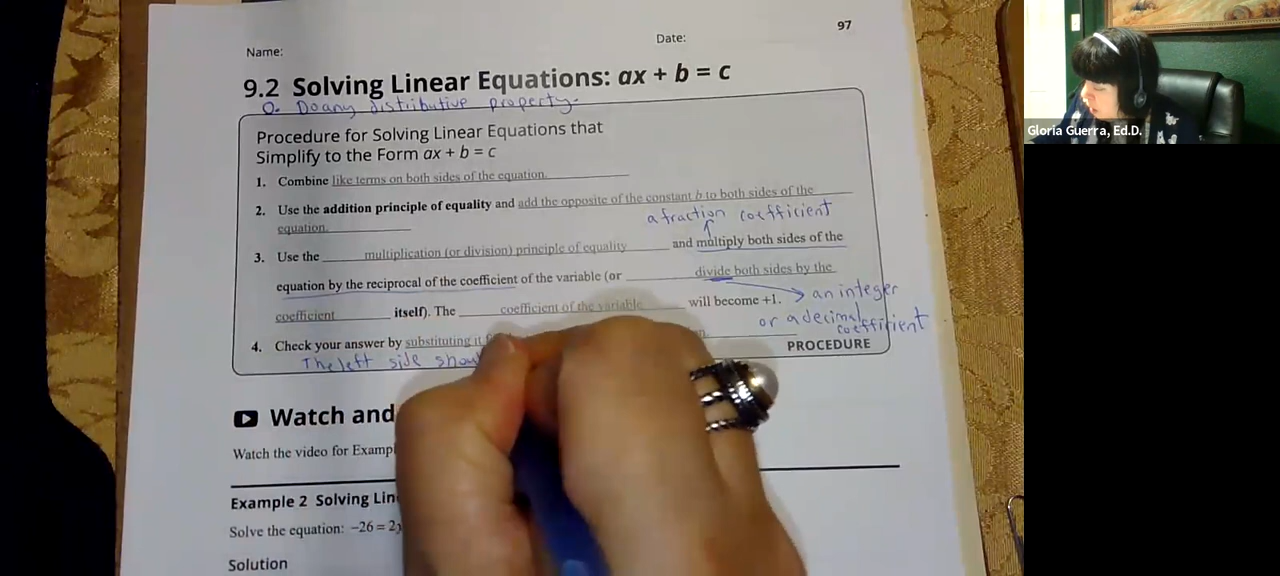 97
Name:
Date:
9.2 Solving Linear Equations: ax + b = c
0. Do any distributive property.
Procedure for Solving Linear Equations that
Simplify to the Form ax + b = c
1. Combine like terms on both sides of the equation.
2. Use the addition principle of equality and add the opposite of the constant b to both sides of the
equation.
a fraction coefficient
3. Use the multiplication (or division) principle of equality and multiply both sides of the
equation by the reciprocal of the coefficient of the variable (or divide both sides by the
an integer
coefficient itself). The coefficient of the variable will become +1.
or a decimal
coefficient
4. Check your answer by substituting it
PROCEDURE
The left side
Watch and
Watch the video for
Example 2 Solving
Solve the equation: −26 =
Solution
Gloria Guerra, Ed.D.